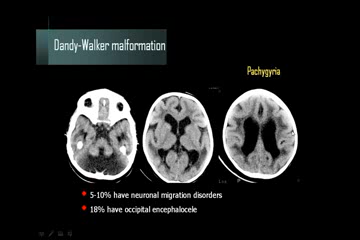 Dandy-Walker malformation
Pachygyria
5-10% have neuronal migration disorders
18% have occipital encephalocele